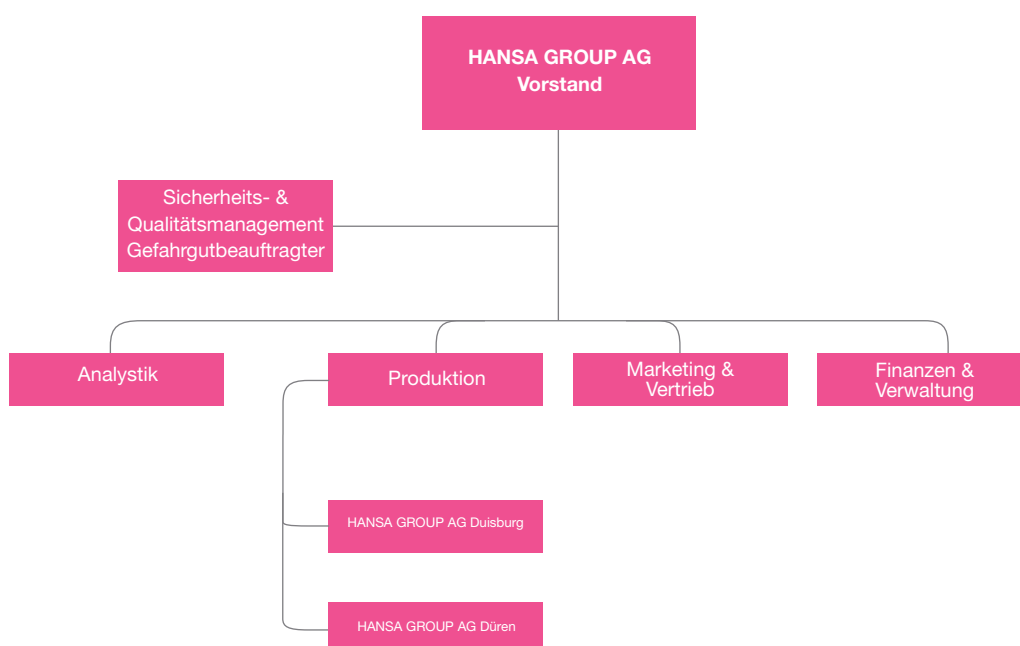 HANSA GROUP AG
Vorstand
Sicherheits- &
Qualitätsmanagement
Gefahrgutbeauftragter
Analystik
Produktion
Marketing &
Vertrieb
Finanzen &
Verwaltung
HANSA GROUP AG Duisburg
HANSA GROUP AG Düren